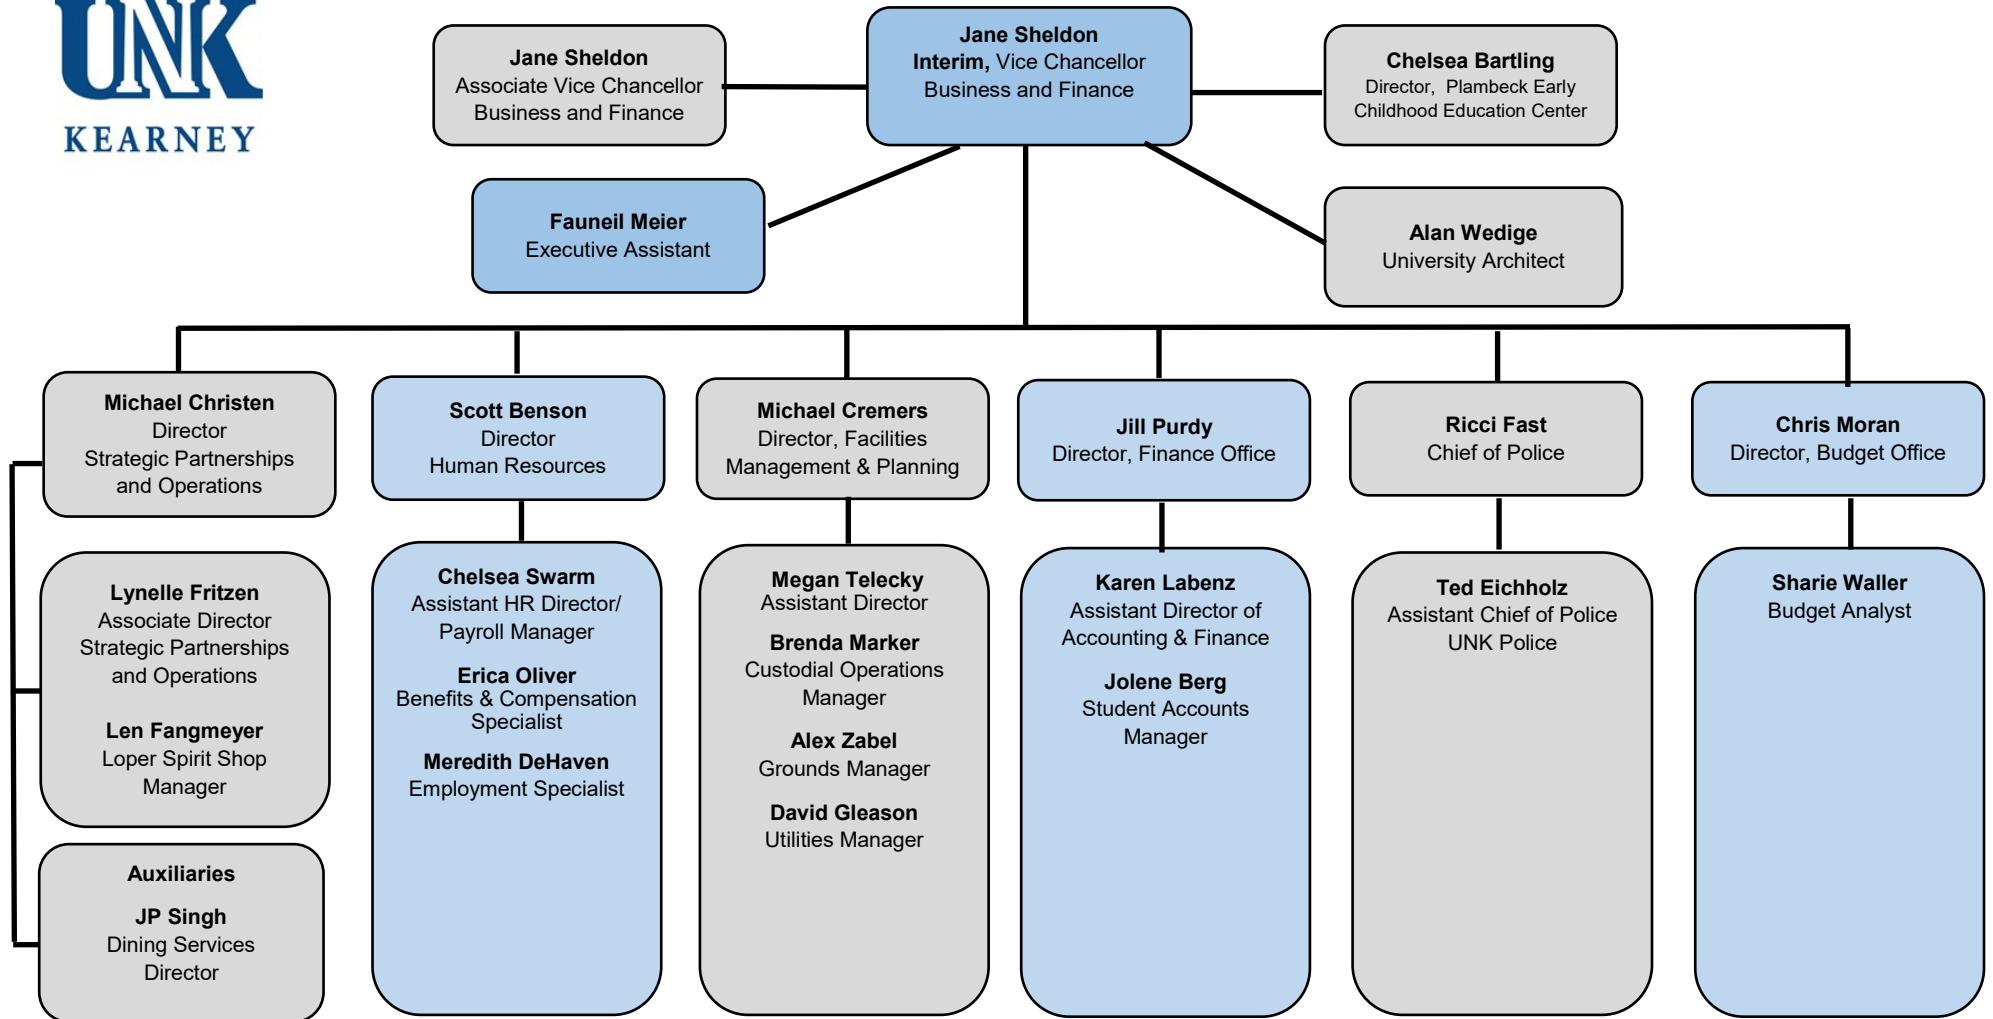 UNK
KEARNEY
Jane Sheldon
Associate Vice Chancellor
Business and Finance
Jane Sheldon
Interim, Vice Chancellor
Business and Finance
Chelsea Bartling
Director, Plambeck Early
Childhood Education Center
Fauneil Meier
Executive Assistant
Alan Wedige
University Architect
Michael Christen
Director
Strategic Partnerships
and Operations
Scott Benson
Director
Human Resources
Michael Cremers
Director, Facilities
Management & Planning
Jill Purdy
Director, Finance Office
Ricci Fast
Chief of Police
Chris Moran
Director, Budget Office
Lynelle Fritzen
Associate Director
Strategic Partnerships
and Operations
Len Fangmeyer
Loper Spirit Shop
Manager
Auxiliaries
JP Singh
Dining Services
Director
Chelsea Swarm
Assistant HR Director/
Payroll Manager
Erica Oliver
Benefits & Compensation
Specialist
Meredith DeHaven
Employment Specialist
Megan Telecky
Assistant Director
Brenda Marker
Custodial Operations
Manager
Alex Zabel
Grounds Manager
David Gleason
Utilities Manager
Karen Labenz
Assistant Director of
Accounting & Finance
Jolene Berg
Student Accounts
Manager
Ted Eichholz
Assistant Chief of Police
UNK Police
Sharie Waller
Budget Analyst